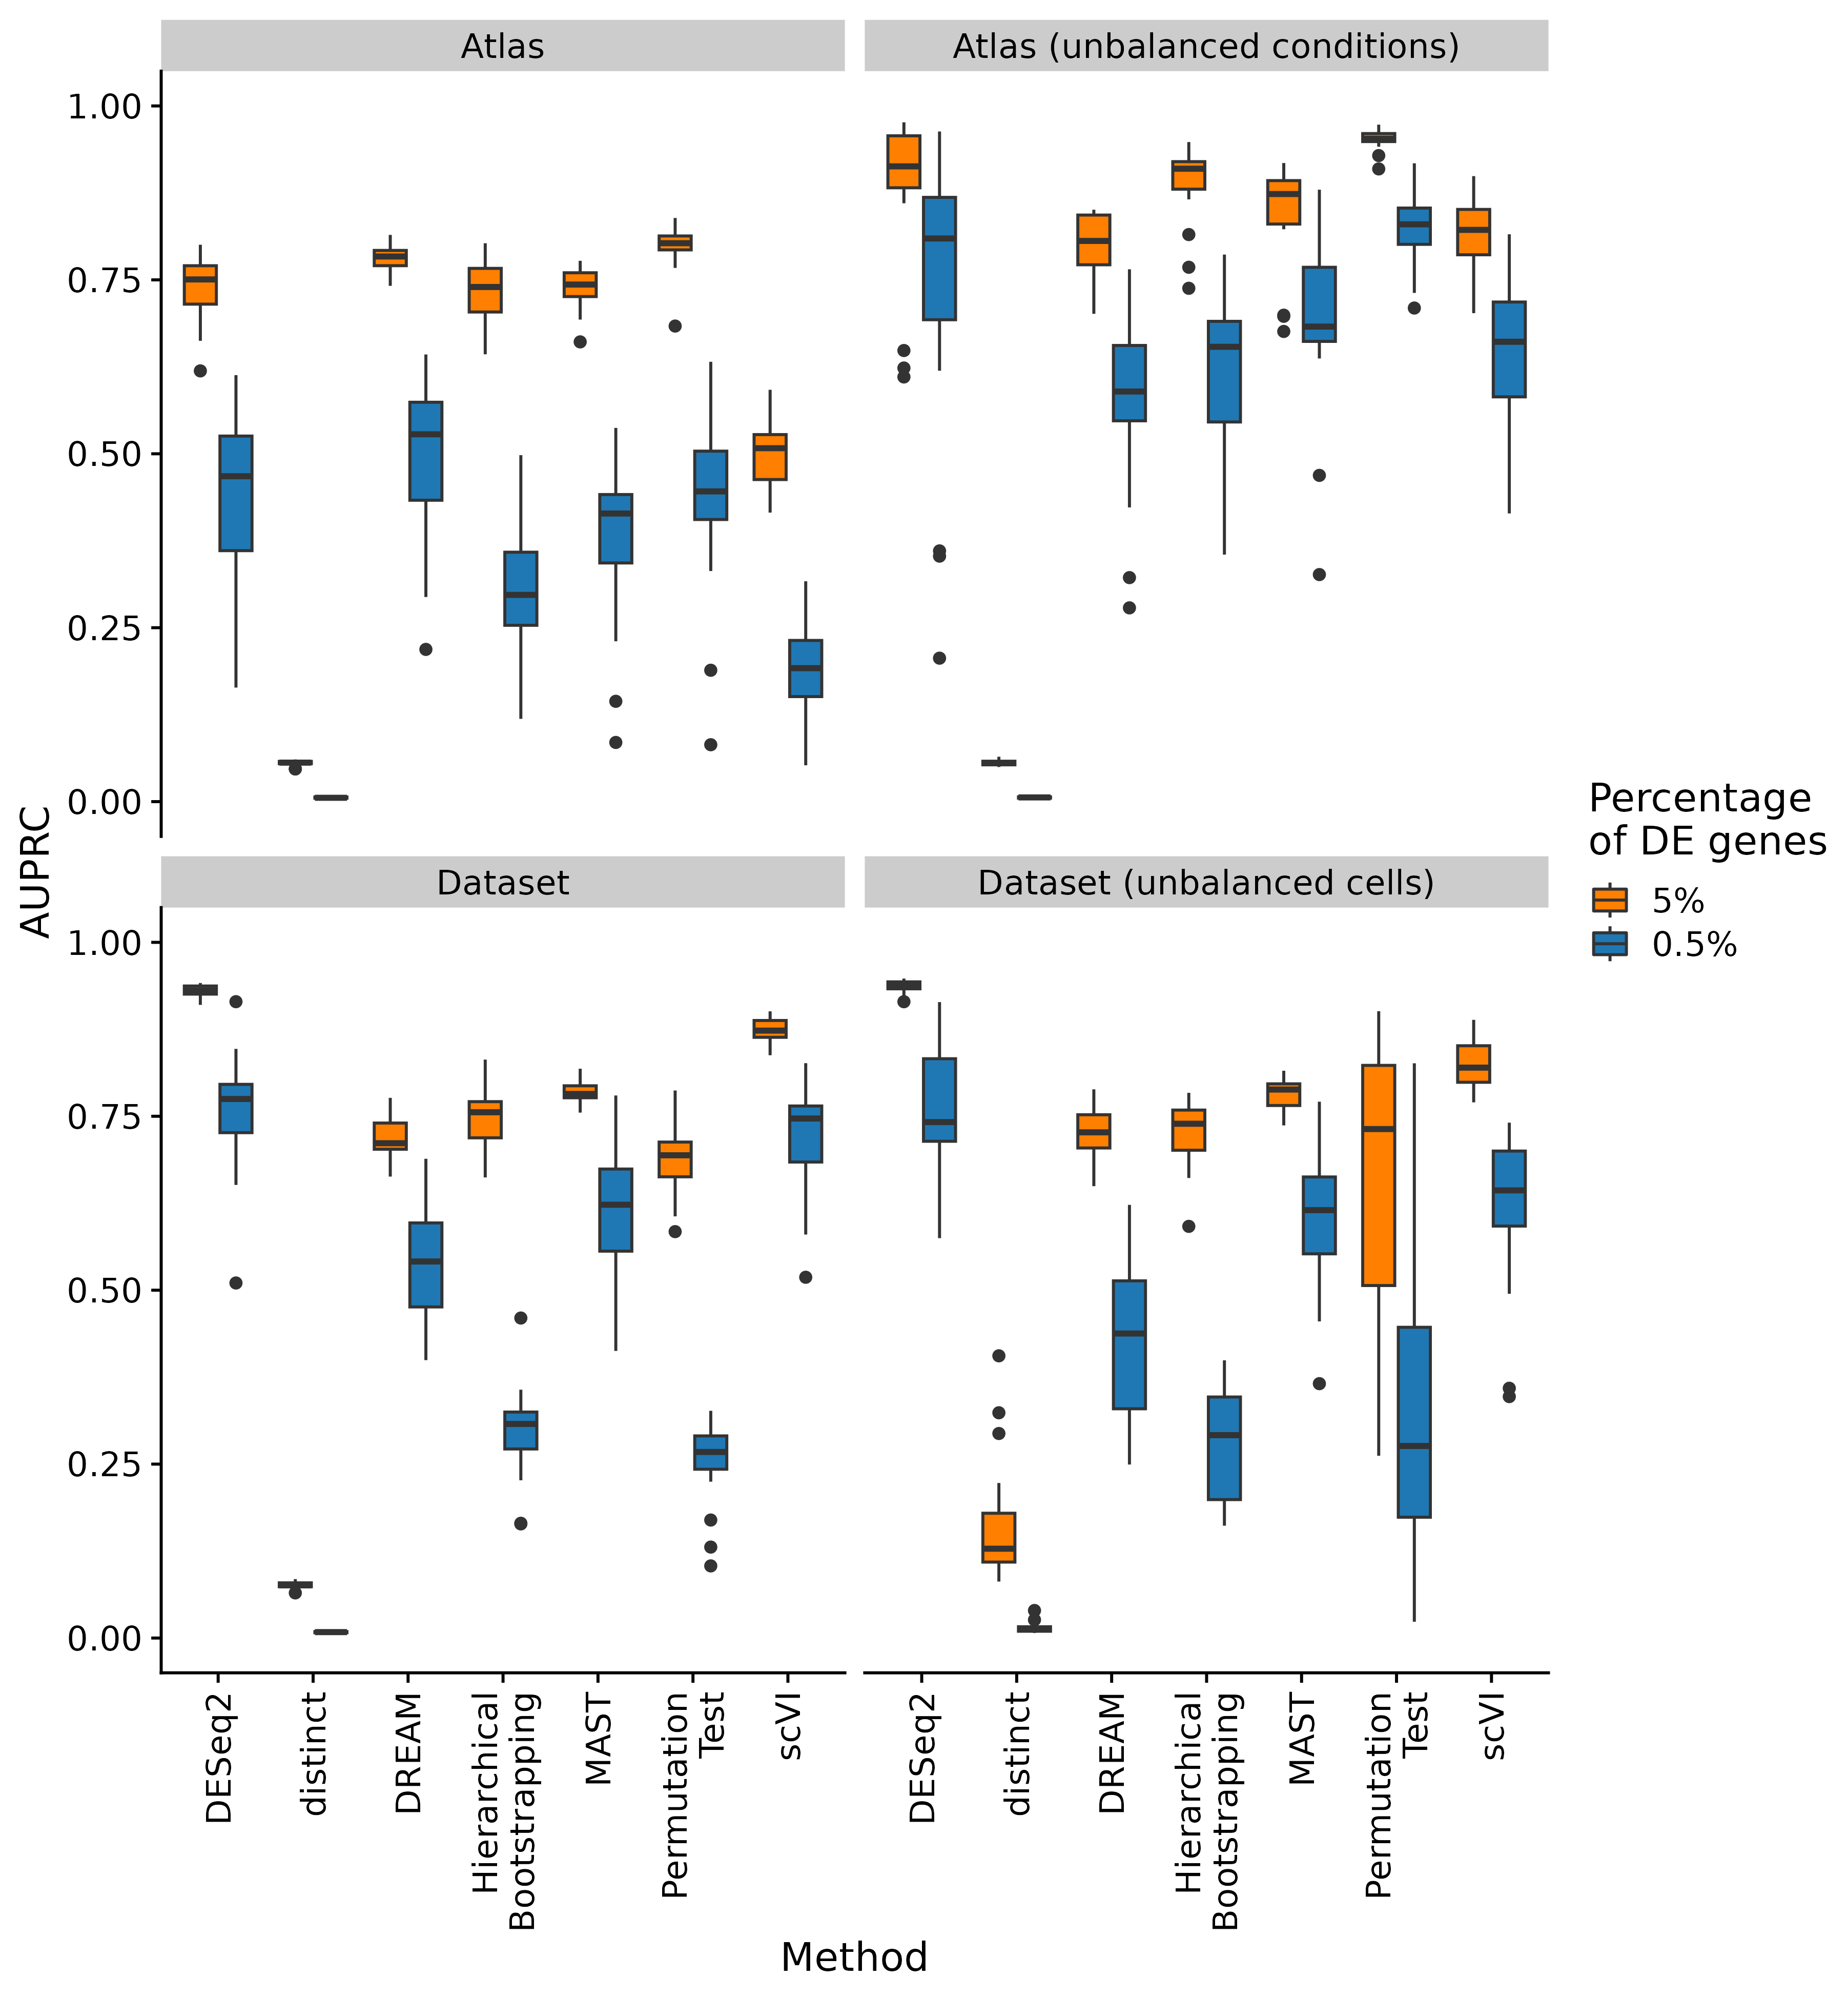 Atlas
Atlas (unbalanced conditions)
1.00
0.75
0.50
0.25
0.00
AUPRC
Dataset
Dataset (unbalanced cells)
1.00
0.75
0.50
0.25
0.00
DESeq2
distinct
DREAM
Hierarchical
Bootstrapping
MAST
Permutation
Test
scVI
DESeq2
distinct
DREAM
Hierarchical
Bootstrapping
MAST
Permutation
Test
scVI
Method
Percentage
of DE genes
5%
0.5%